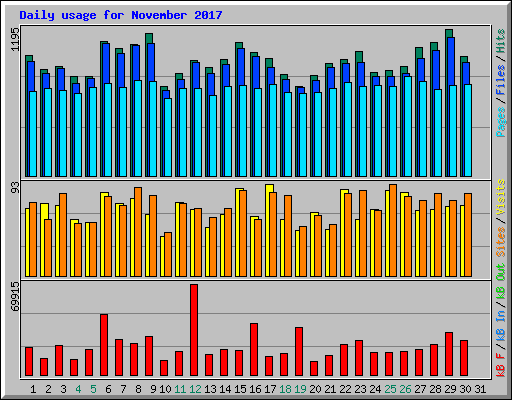 Daily usage for November 2017
1195
Pages / Files / Hits
93
Sites / Visits
69915
kB F / kB In / kB Out
1 2 3 4 5 6 7 8 9 10 11 12 13 14 15 16 17 18 19 20 21 22 23 24 25 26 27 28 29 30 31